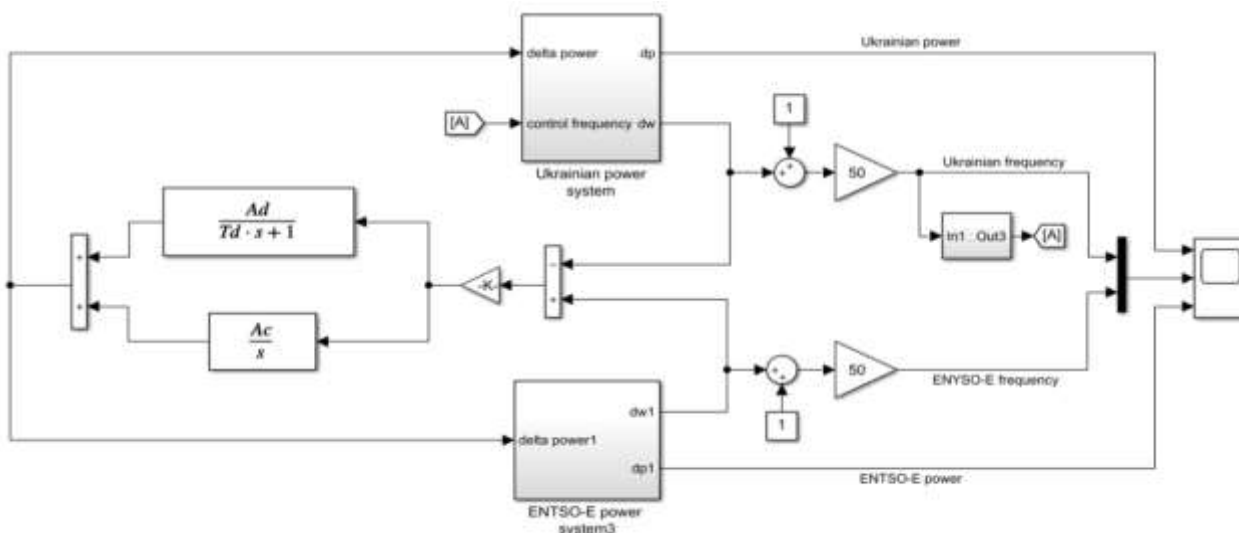 Ukrainian power
delta power
dp
1
[A]
control frequency
dw
Ukrainian frequency
50
Ukrainian power
system
Ad
Td · s + 1
In1
Out3
[A]
-
+
+
+
+
+
-K-
Ac
s
50
ENYSO-E frequency
+
+
1
dw1
delta power1
dp1
ENTSO-E power
ENTSO-E power
system3